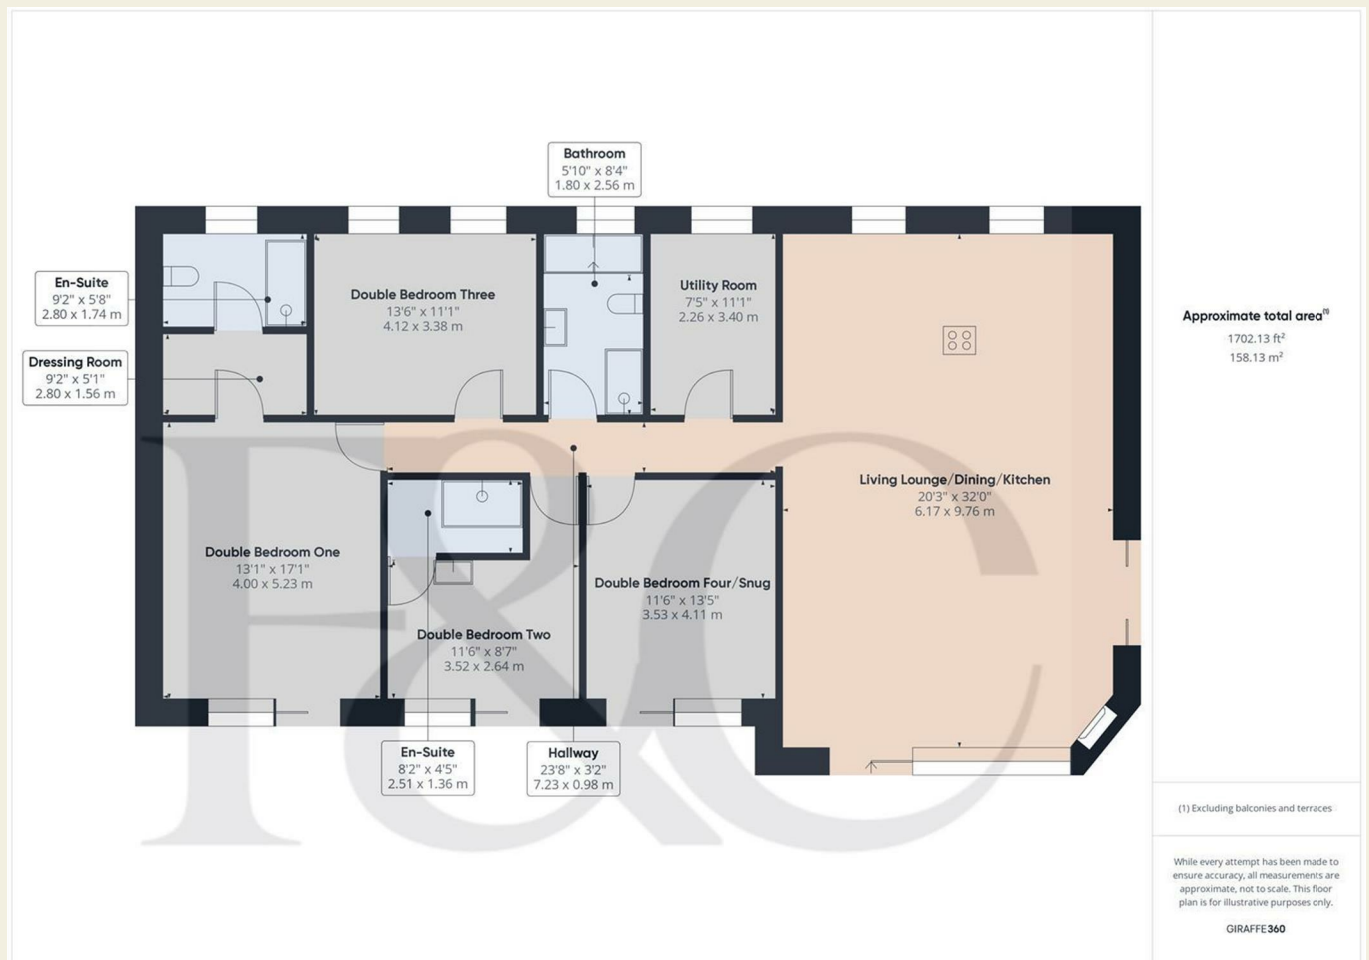 Bathroom
5'10" x 8'4"
1.80 x 2.56 m
En-Suite
9'2" x 5'8"
2.80 x 1.74 m
Double Bedroom Three
13'6" x 11'1"
4.12 x 3.38 m
Utility Room
7'5" x 11'1"
2.26 x 3.40 m
Dressing Room
9'2" x 5'1"
2.80 x 1.56 m
Living Lounge/Dining/Kitchen
20'3" x 32'0"
6.17 x 9.76 m
Double Bedroom One
13'1" x 17'1"
4.00 x 5.23 m
Double Bedroom Four/Snug
11'6" x 13'5"
3.53 x 4.11 m
Double Bedroom Two
11'6" x 8'7"
3.52 x 2.64 m
En-Suite
8'2" x 4'5"
2.51 x 1.36 m
Hallway
23'8" x 3'2"
7.23 x 0.98 m
F&C
Approximate total area(1)
1702.13 ft²
158.13 m²
(1) Excluding balconies and terraces
While every attempt has been made to
ensure accuracy, all measurements are
approximate, not to scale. This floor
plan is for illustrative purposes only.
GIRAFFE360